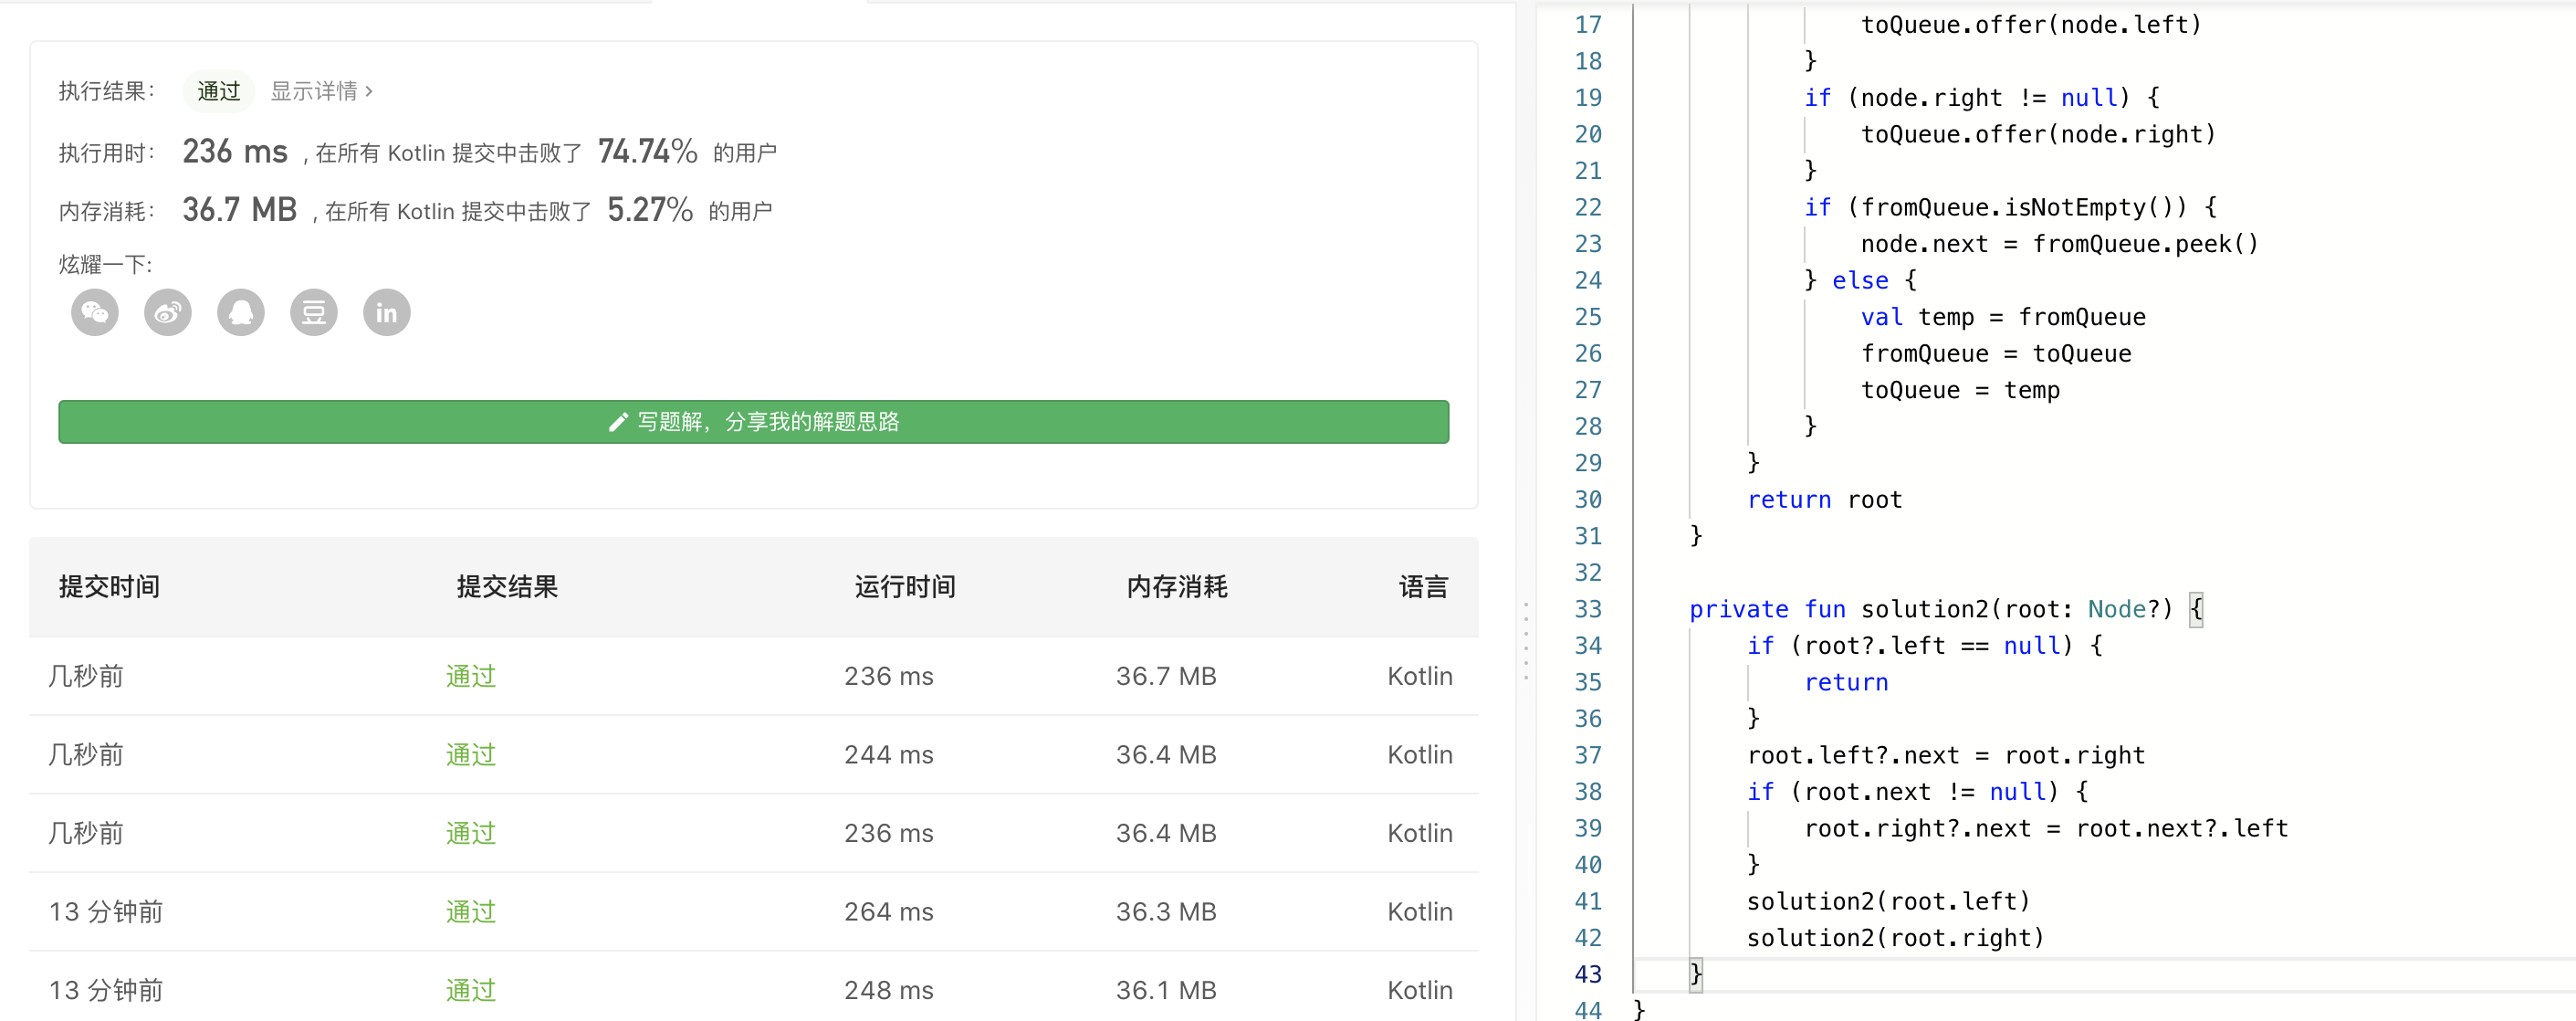 执行结果： 通过 显示详情 >
执行用时： 236 ms , 在所有 Kotlin 提交中击败了 74.74% 的用户
内存消耗： 36.7 MB , 在所有 Kotlin 提交中击败了 5.27% 的用户
炫耀一下:
in
写题解，分享我的解题思路
提交时间 提交结果 运行时间 内存消耗 语言
几秒前 通过 236 ms 36.7 MB Kotlin
几秒前 通过 244 ms 36.4 MB Kotlin
几秒前 通过 236 ms 36.4 MB Kotlin
13 分钟前 通过 264 ms 36.3 MB Kotlin
13 分钟前 通过 248 ms 36.1 MB Kotlin
17 toQueue.offer(node.left)
18 }
19 if (node.right != null) {
20 toQueue.offer(node.right)
21 }
22 if (fromQueue.isNotEmpty()) {
23 node.next = fromQueue.peek()
24 } else {
25 val temp = fromQueue
26 fromQueue = toQueue
27 toQueue = temp
28 }
29 }
30 return root
31 }
32
33 private fun solution2(root: Node?) {
34 if (root?.left == null) {
35 return
36 }
37 root.left?.next = root.right
38 if (root.next != null) {
39 root.right?.next = root.next?.left
40 }
41 solution2(root.left)
42 solution2(root.right)
43 }
44 }